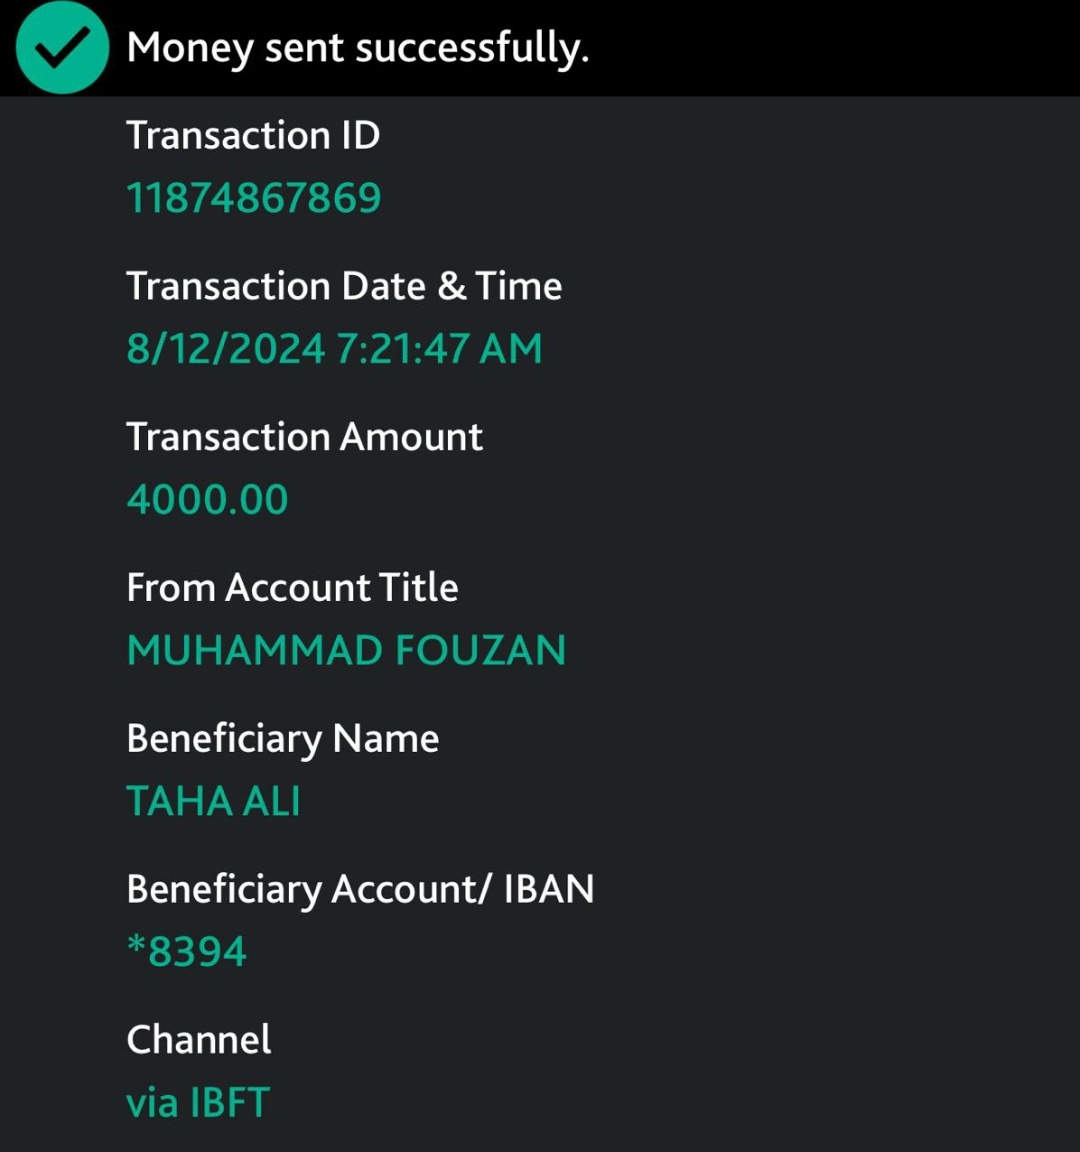 Money sent successfully.
Transaction ID
11874867869
Transaction Date & Time
8/12/2024 7:21:47 AM
Transaction Amount
4000.00
From Account Title
MUHAMMAD FOUZAN
Beneficiary Name
TAHA ALI
Beneficiary Account/ IBAN
*8394
Channel
via IBFT